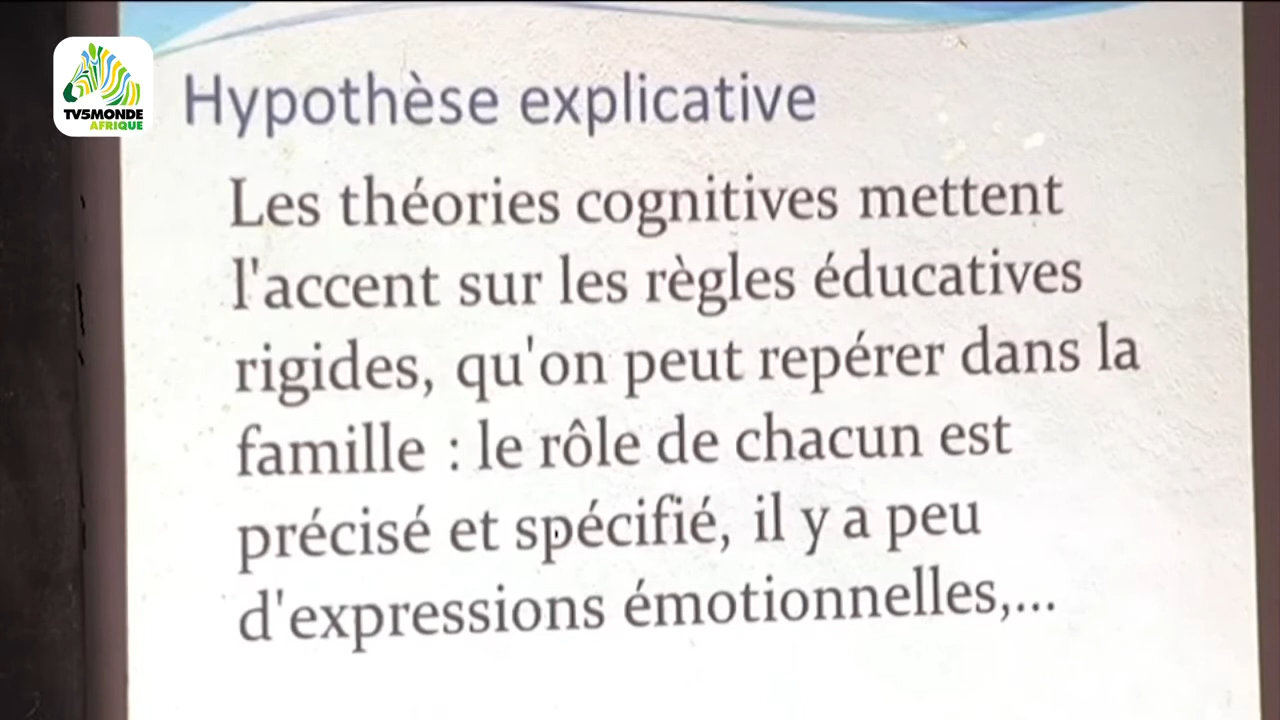 TV5MONDE
AFRIQUE
Hypothèse explicative
Les théories cognitives mettent
l'accent sur les règles éducatives
rigides, qu'on peut repérer dans la
famille : le rôle de chacun est
précisé et spécifié, il y a peu
d'expressions émotionnelles,...